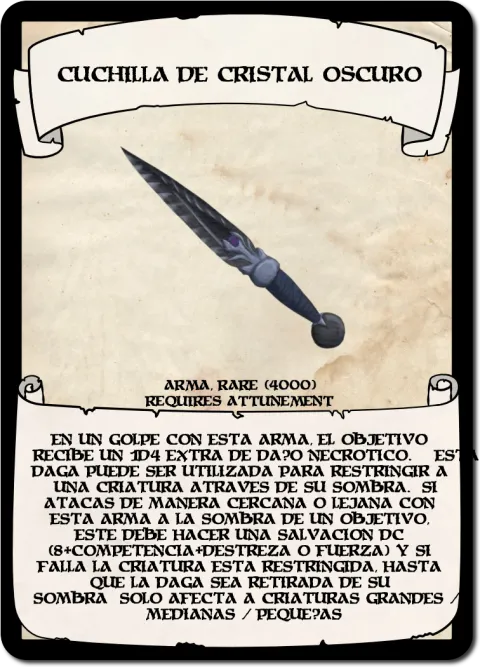 CUCHILLA DE CRISTAL OSCURO
ARMA, RARE (4000)
REQUIRES ATTUNEMENT
EN UN GOLPE CON ESTA ARMA, EL OBJETIVO
RECIBE UN 1D4 EXTRA DE DA?O NECROTICO. ESTA
DAGA PUEDE SER UTILIZADA PARA RESTRINGIR A
UNA CRIATURA ATRAVES DE SU SOMBRA. SI
ATACAS DE MANERA CERCANA O LEJANA CON
ESTA ARMA A LA SOMBRA DE UN OBJETIVO,
ESTE DEBE HACER UNA SALVACION DC
(8+COMPETENCIA+DESTREZA O FUERZA) Y SI
FALLA LA CRIATURA ESTA RESTRINGIDA, HASTA
QUE LA DAGA SEA RETIRADA DE SU
SOMBRA SOLO AFECTA A CRIATURAS GRANDES /
MEDIANAS / PEQUE?AS